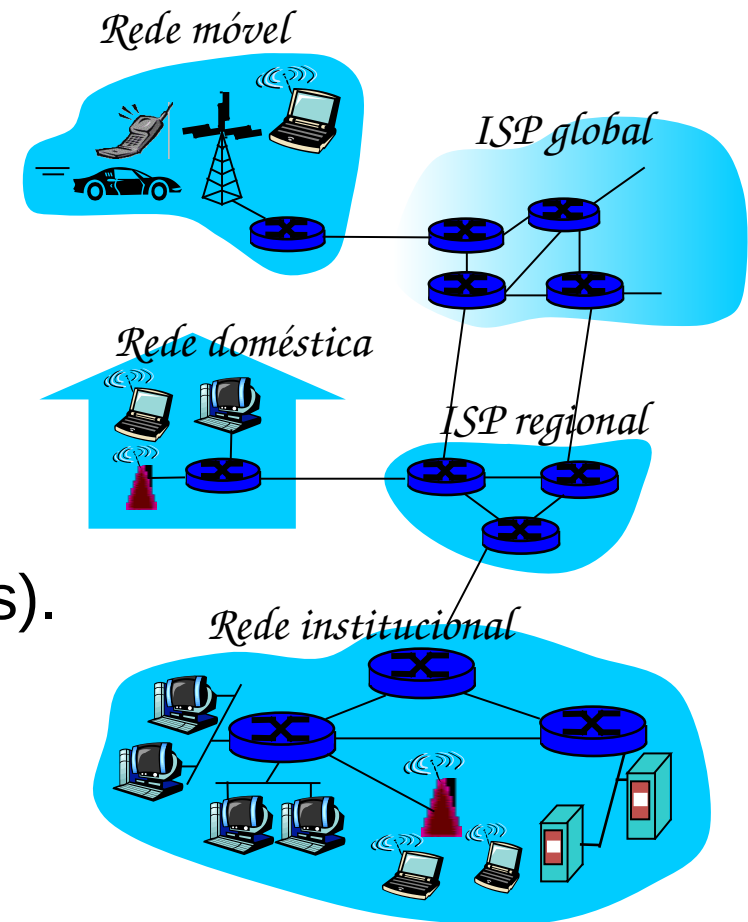 Rede móvel
ISP global
Rede doméstica
ISP regional
s).
Rede institucional